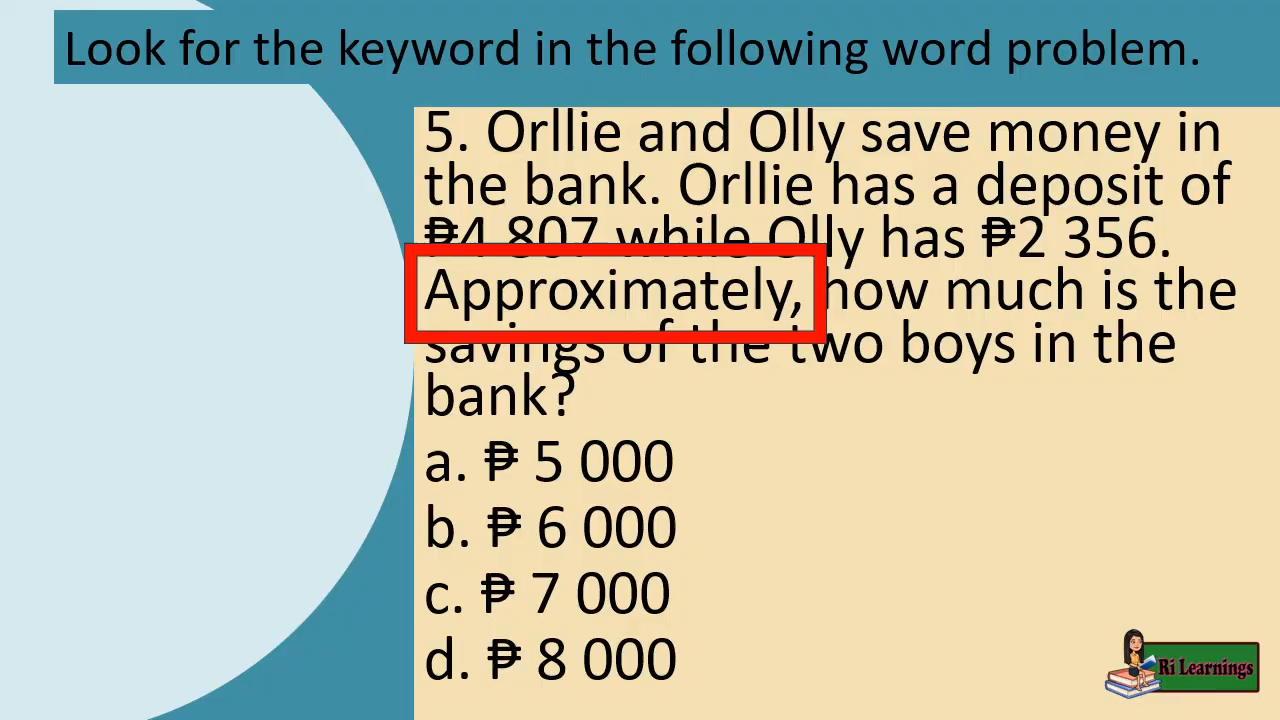 Look for the keyword in the following word problem.
5. Orllie and Olly save money in
the bank. Orllie has a deposit of
₱4 807 while Olly has ₱2 356.
Approximately, how much is the
savings of the two boys in the
bank?
a. ₱ 5 000
b. ₱ 6 000
c. ₱ 7 000
d. ₱ 8 000
Ri Learnings